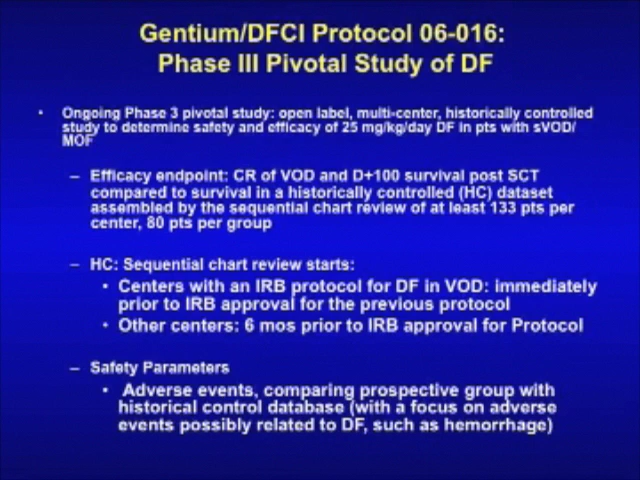 Gentium/DFCI Protocol 06-016:
Phase III Pivotal Study of DF
• Ongoing Phase 3 pivotal study: open label, multi-center, historically controlled
study to determine safety and efficacy of 25 mg/kg/day DF in pts with sVOD/
MOF
– Efficacy endpoint: CR of VOD and D+100 survival post SCT
compared to survival in a historically controlled (HC) dataset
assembled by the sequential chart review of at least 133 pts per
center, 80 pts per group
– HC: Sequential chart review starts:
• Centers with an IRB protocol for DF in VOD: immediately
prior to IRB approval for the previous protocol
• Other centers: 6 mos prior to IRB approval for Protocol
– Safety Parameters
• Adverse events, comparing prospective group with
historical control database (with a focus on adverse
events possibly related to DF, such as hemorrhage)